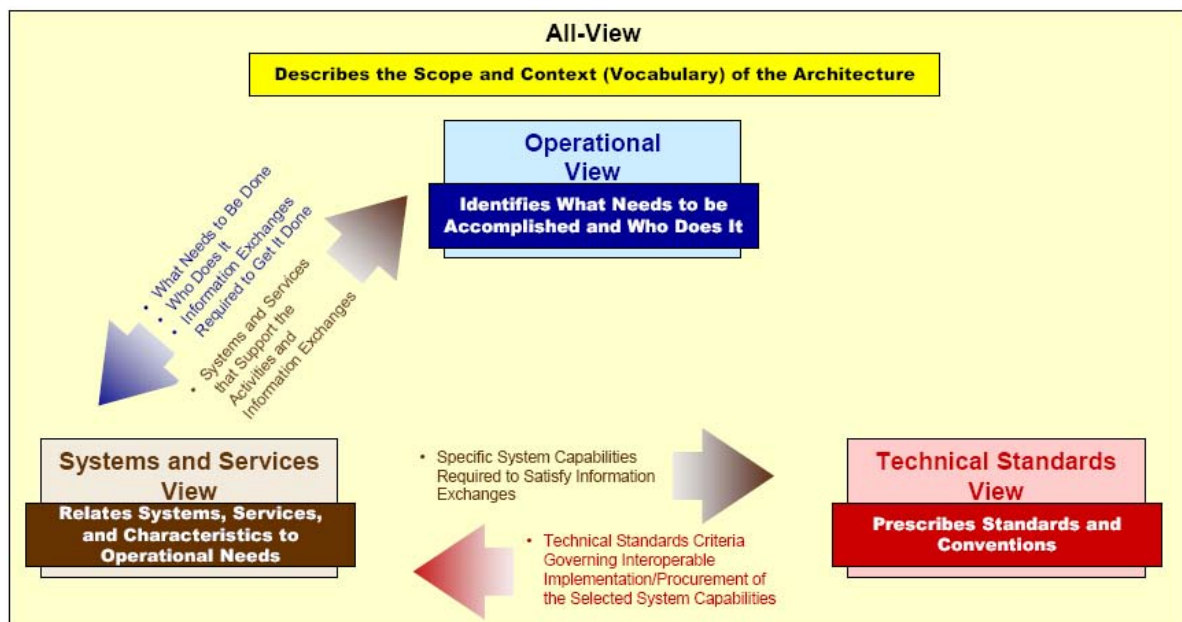 All-View
Describes the Scope and Context (Vocabulary) of the Architecture
Operational
View
Identifies What Needs to be
Accomplished and Who Does It
• What Needs to Be Done
• Who Does It
• Information Exchanges
Required to Get It Done
• Systems and Services
that Support the
Activities and
Information Exchanges
Systems and Services
View
Relates Systems, Services,
and Characteristics to
Operational Needs
• Specific System Capabilities
Required to Satisfy Information
Exchanges
• Technical Standards Criteria
Governing Interoperable
Implementation/Procurement of
the Selected System Capabilities
Technical Standards
View
Prescribes Standards and
Conventions